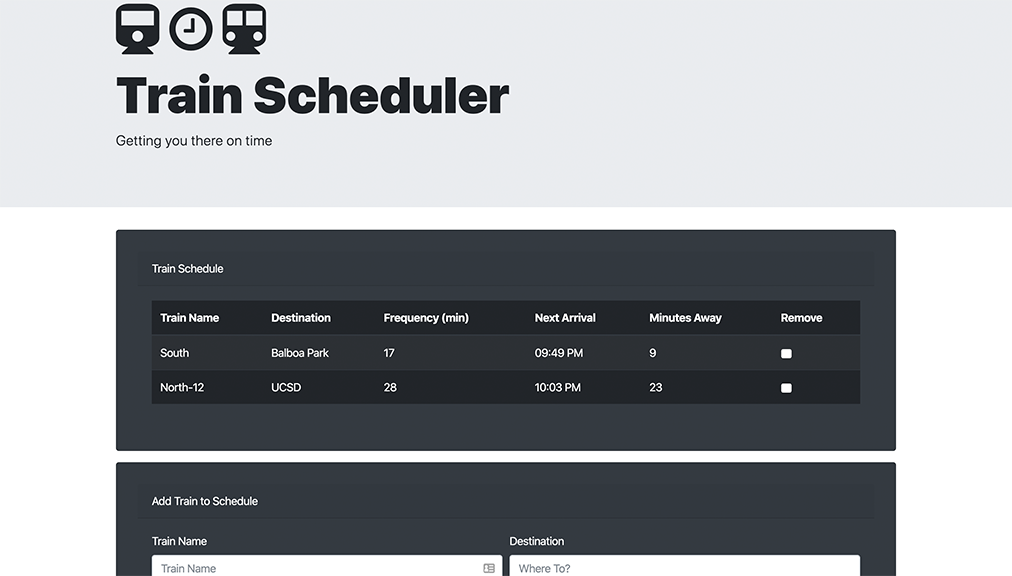 Train Scheduler
Getting you there on time
Train Schedule
Train Name Destination Frequency (min) Next Arrival Minutes Away Remove
South Balboa Park 17 09:49 PM 9
North-12 UCSD 28 10:03 PM 23
Add Train to Schedule
Train Name Destination
Train Name Where To?